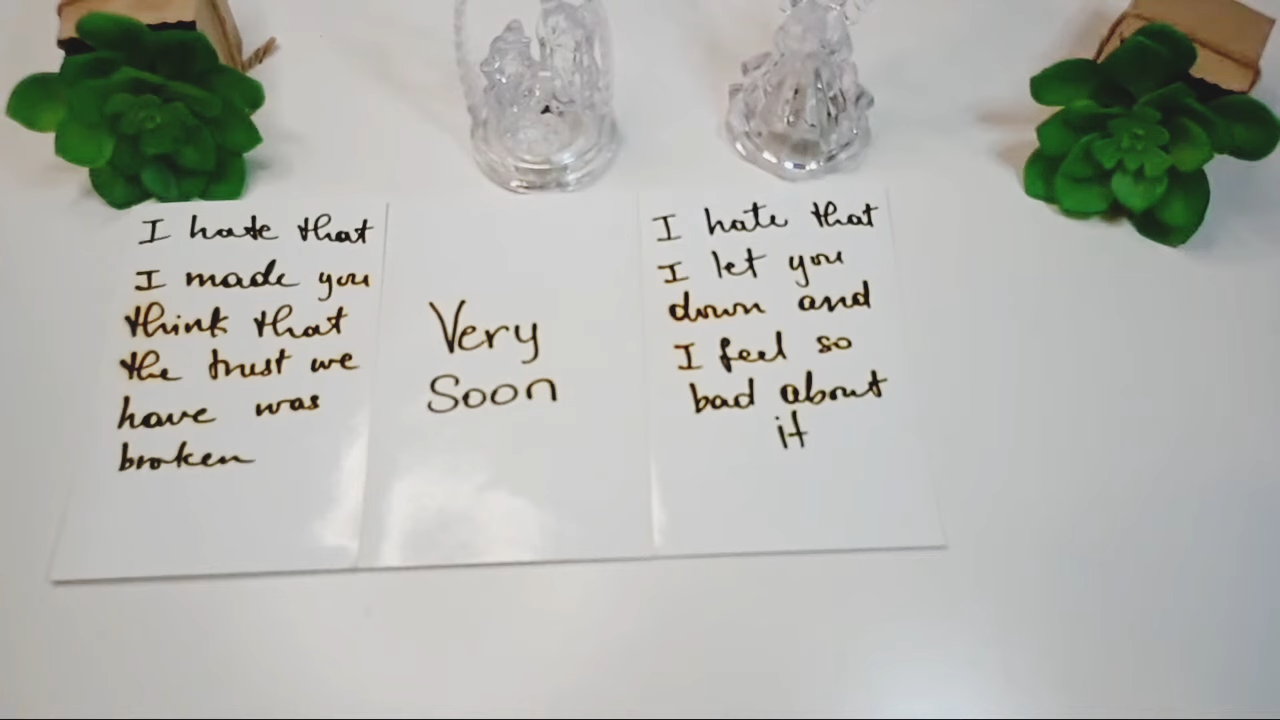 I hate that
I made you
think that
the trust we
have was
broken
Very
Soon
I hate that
I let you
down and
I feel so
bad about
it